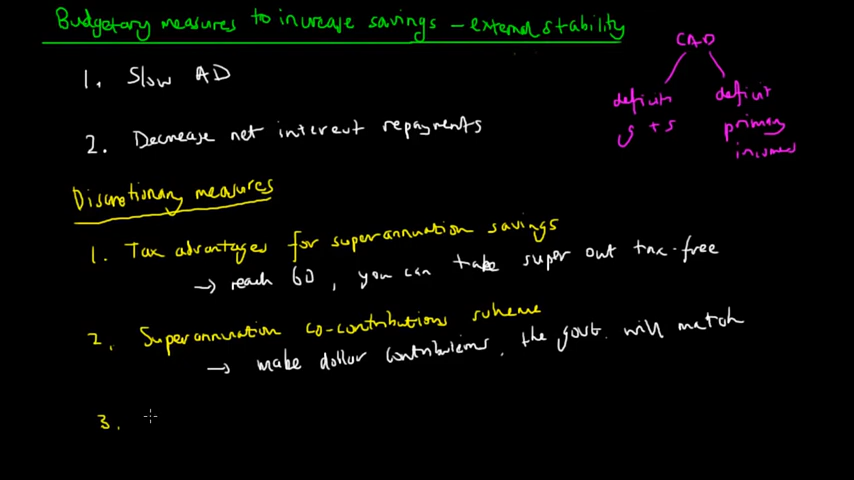 Budgetary measures to increase savings - external stability
CAD
deficit
g + s
deficit
primary
incomes
1. Slow AD
2. Decrease net interest repayments
Discretionary measures
1. Tax advantages for superannuation savings
→ reach 60, you can take super out tax-free
2. Superannuation co-contributions scheme
→ make dollar contributions, the govt. will match
3.